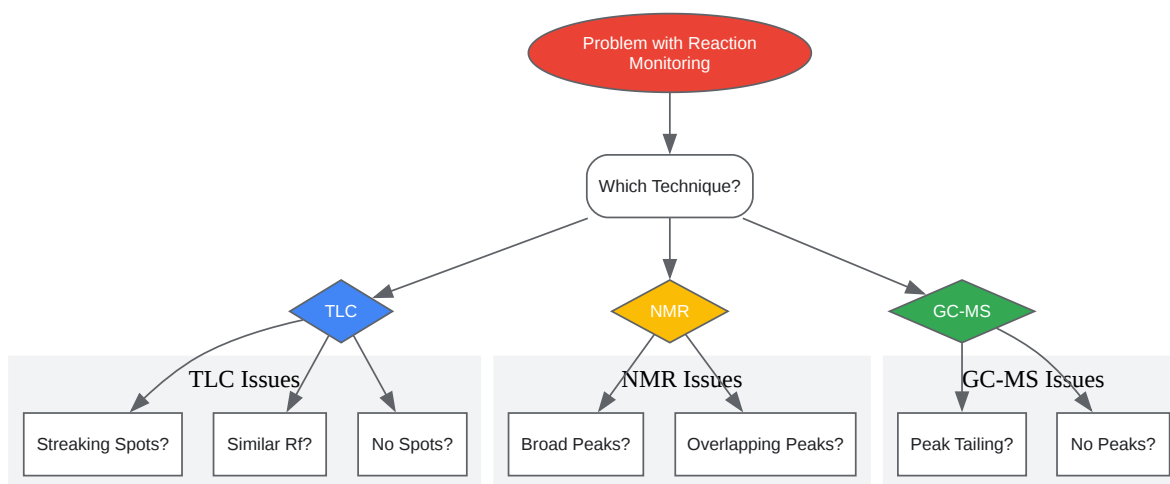 Problem with Reaction
Monitoring
Which Technique?
TLC
NMR
GC-MS
TLC Issues
NMR Issues
GC-MS Issues
Streaking Spots?
Similar Rf?
No Spots?
Broad Peaks?
Overlapping Peaks?
Peak Tailing?
No Peaks?